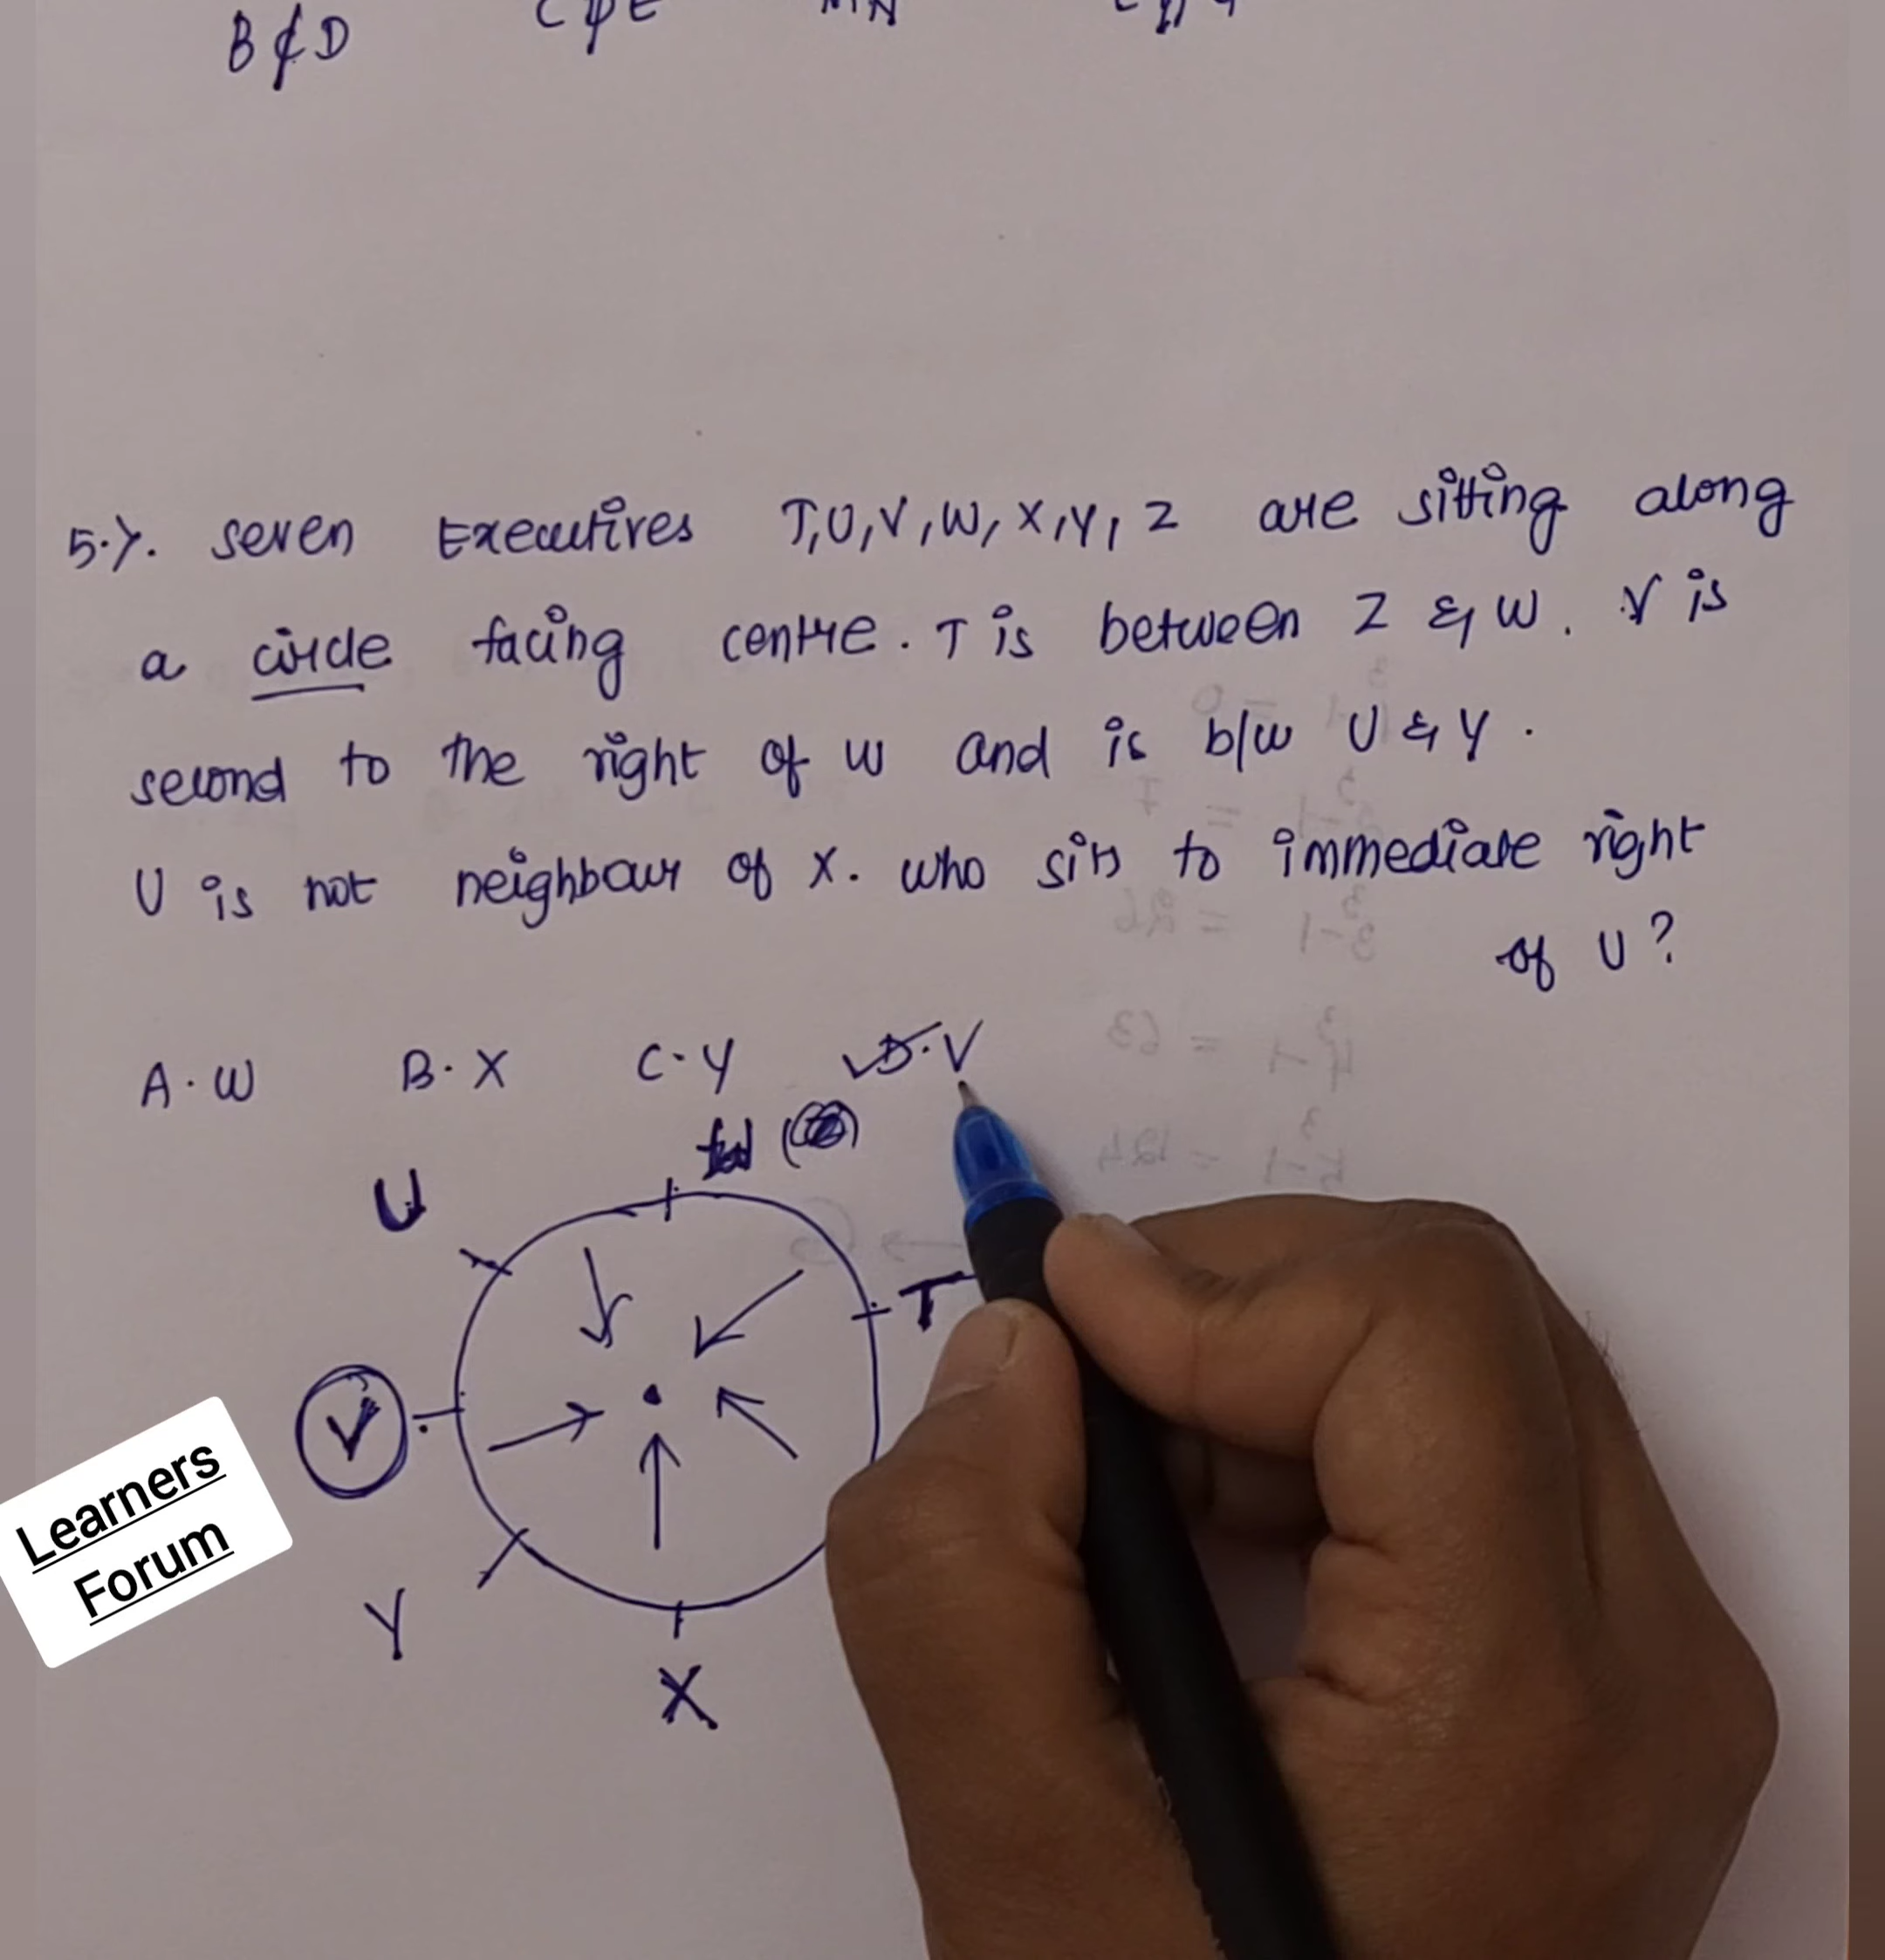 B ₵ D
5.). Seven Executives T,U,V,W,X,Y,Z are sitting along
a circle facing centre. T is between Z & W. V is
second to the right of W and is b/w U & Y.
U is not neighbour of X. Who sits to immediate right
of U?
A. W B. X C. Y D. V
U
T
V
Y
X
Learners
Forum